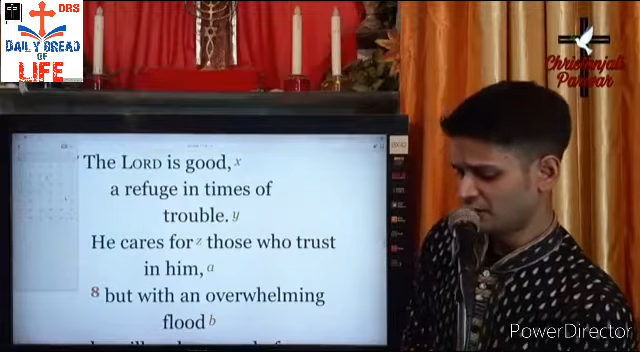 DRS
DAILY BREAD
OF
LIFE
Christanjali
Parivar
The LORD is good, x
a refuge in times of
trouble. y
He cares for z those who trust
in him, a
8 but with an overwhelming
flood b
PowerDirector